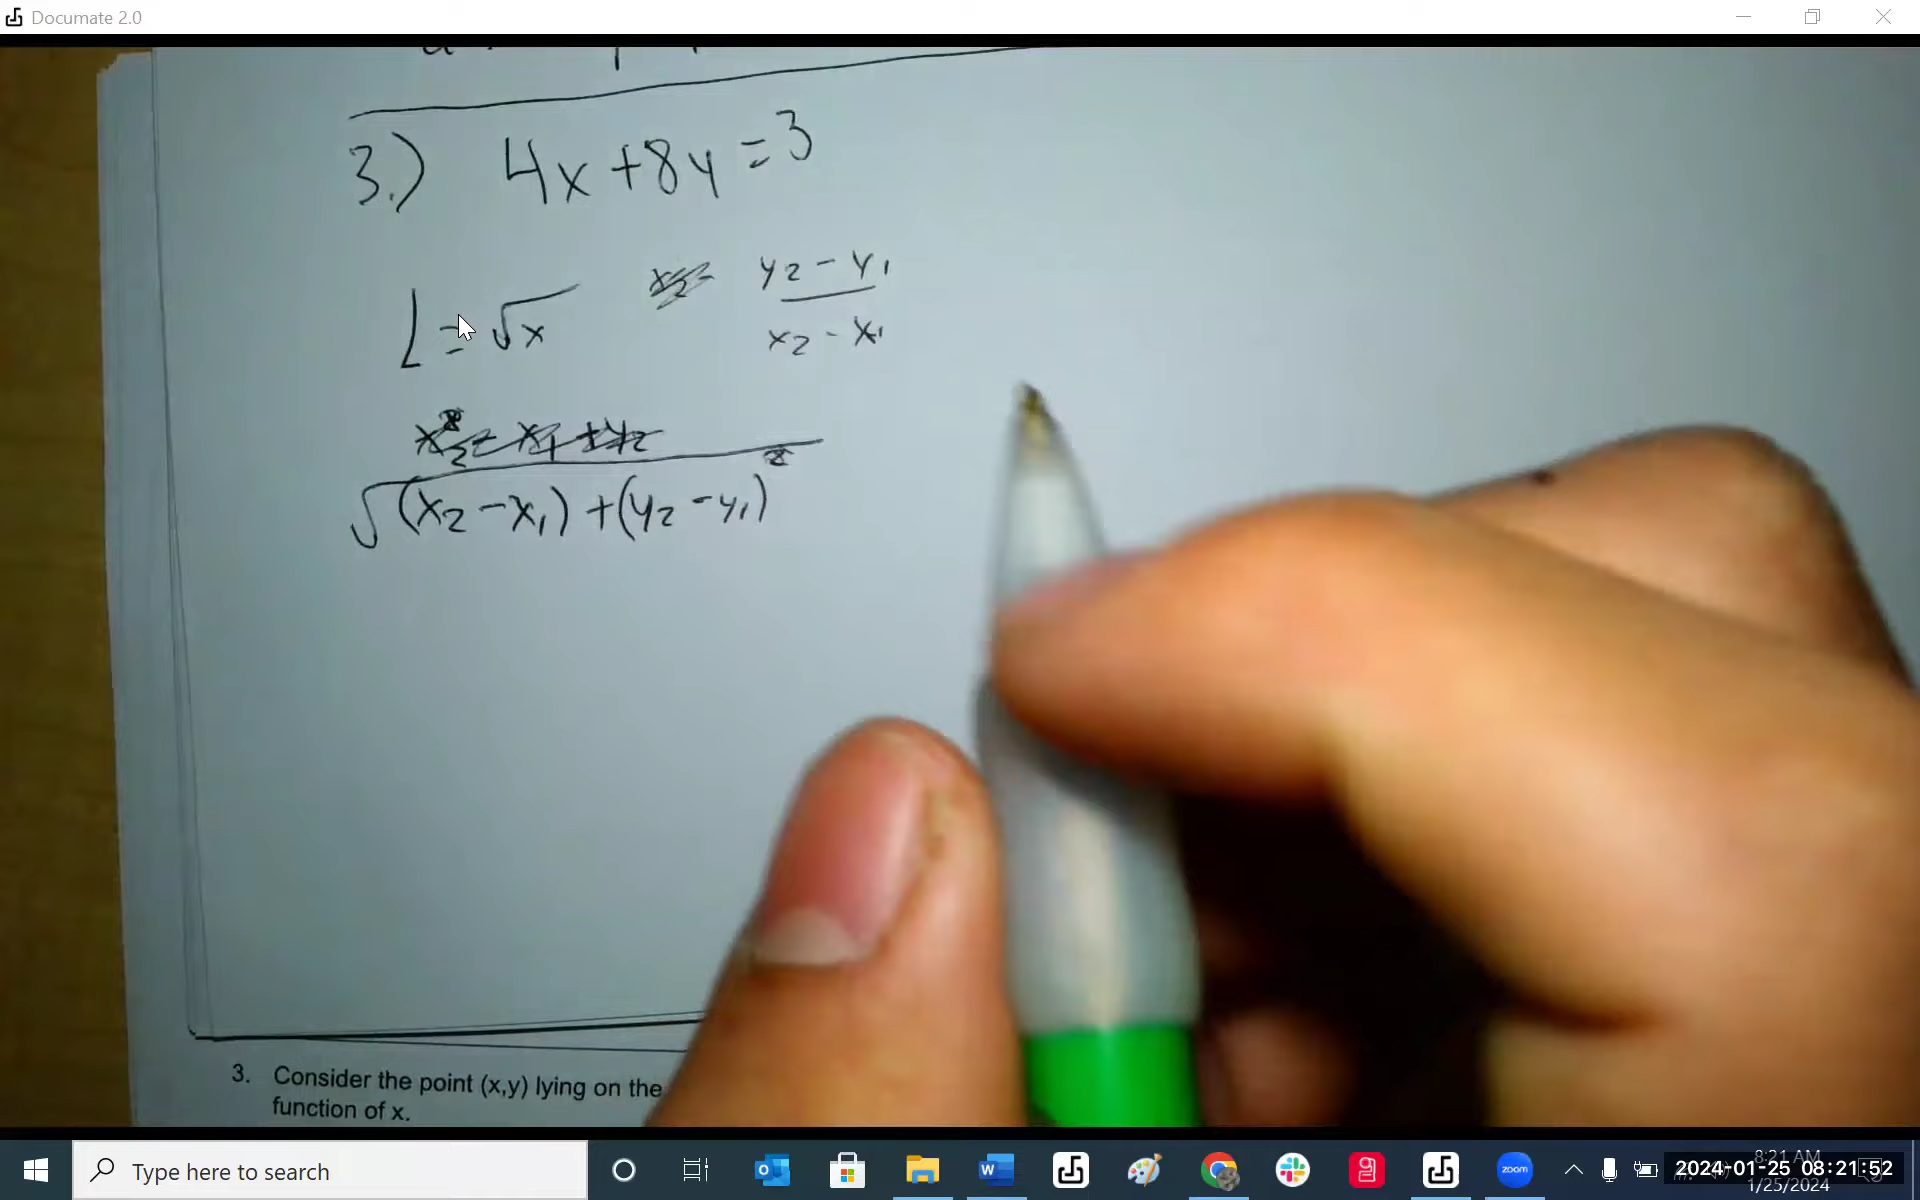 Documate 2.0
3.) 4x + 8y = 3
L = √x
y2 - y1
x2 - x1
√(x2 - x1) + (y2 - y1)2
3. Consider the point (x,y) lying on the
function of x.
Type here to search
zoom
8:21 AM
2024-01-25 08:21:52
1/25/2024